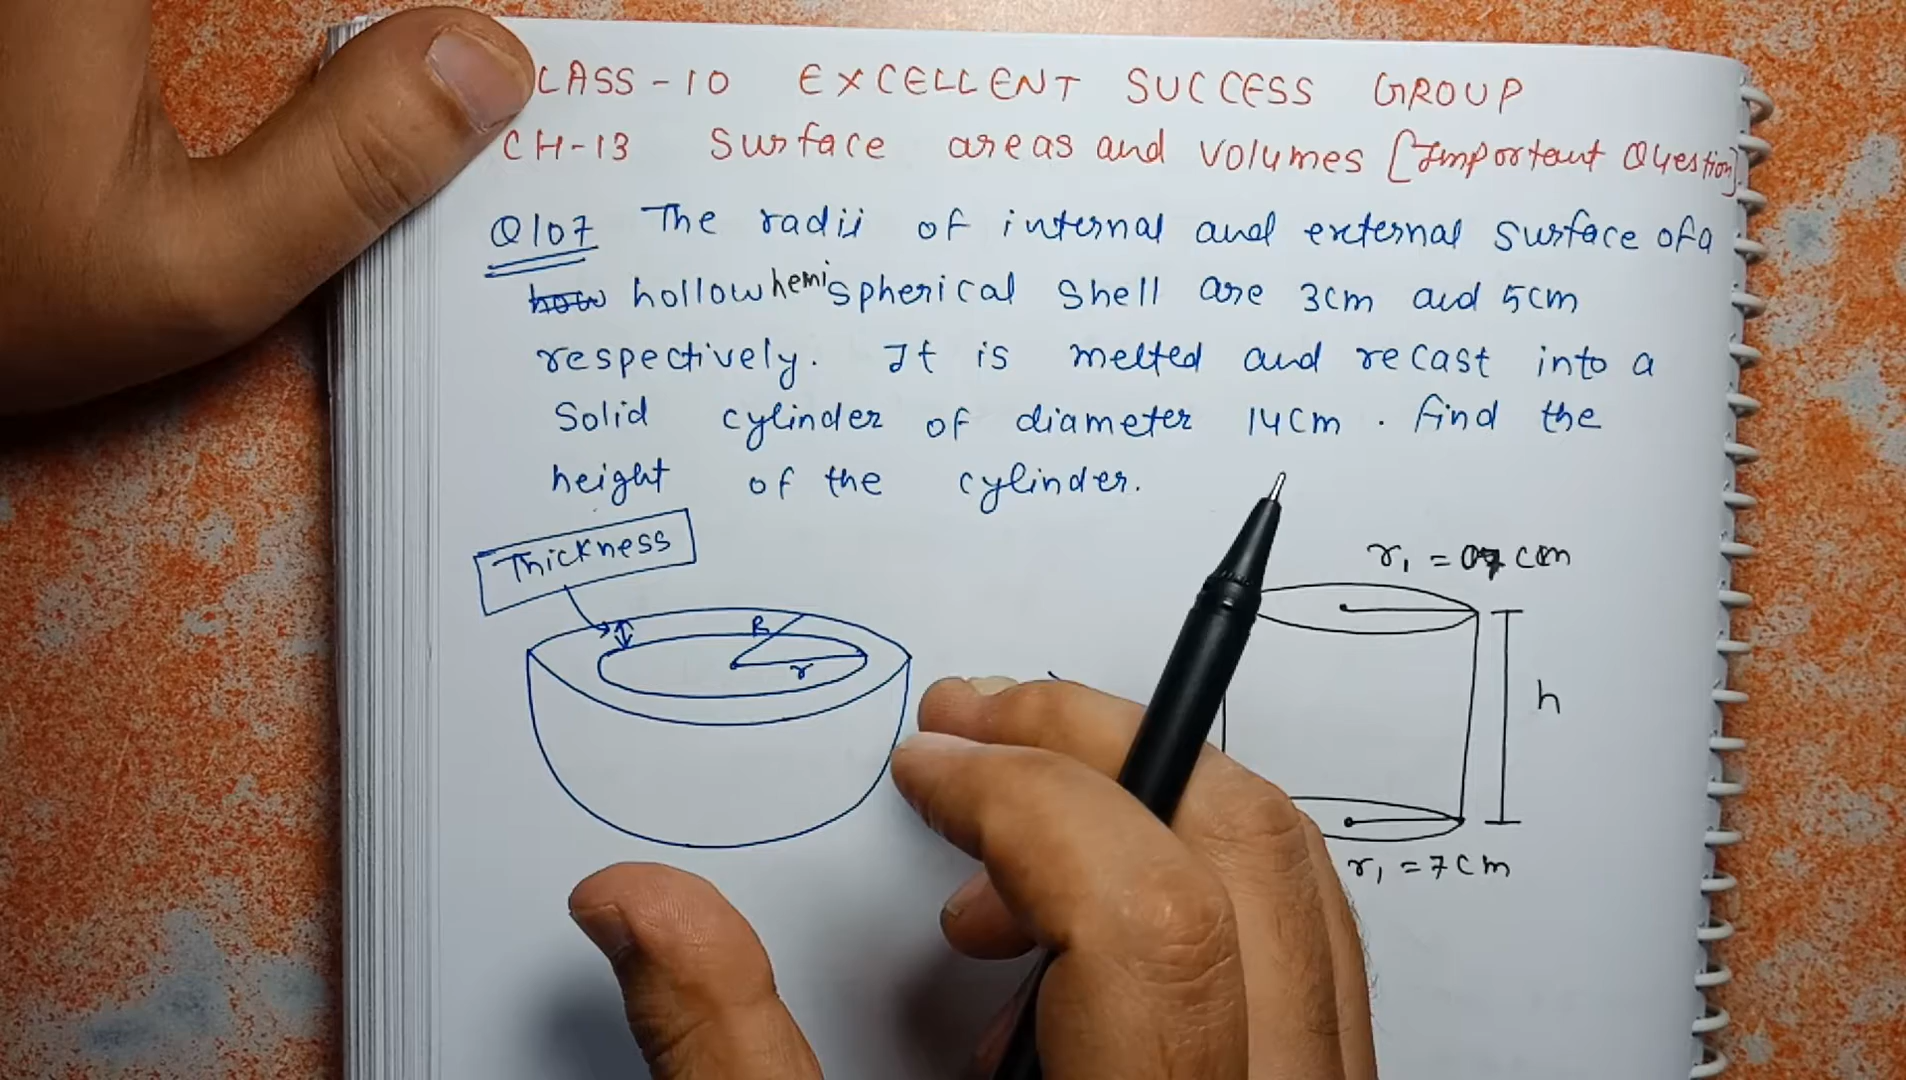 LASS - 10 EXCELLENT SUCCESS GROUP
CH-13 Surface areas and volumes [Important Question]
Q107 The radii of internal and external surface of a
hollow hemispherical shell are 3cm and 5cm
respectively. It is melted and recast into a
Solid cylinder of diameter 14cm. find the
height of the cylinder.
Thickness
r₁ = 07 cm
R
r
h
r₁ = 7cm